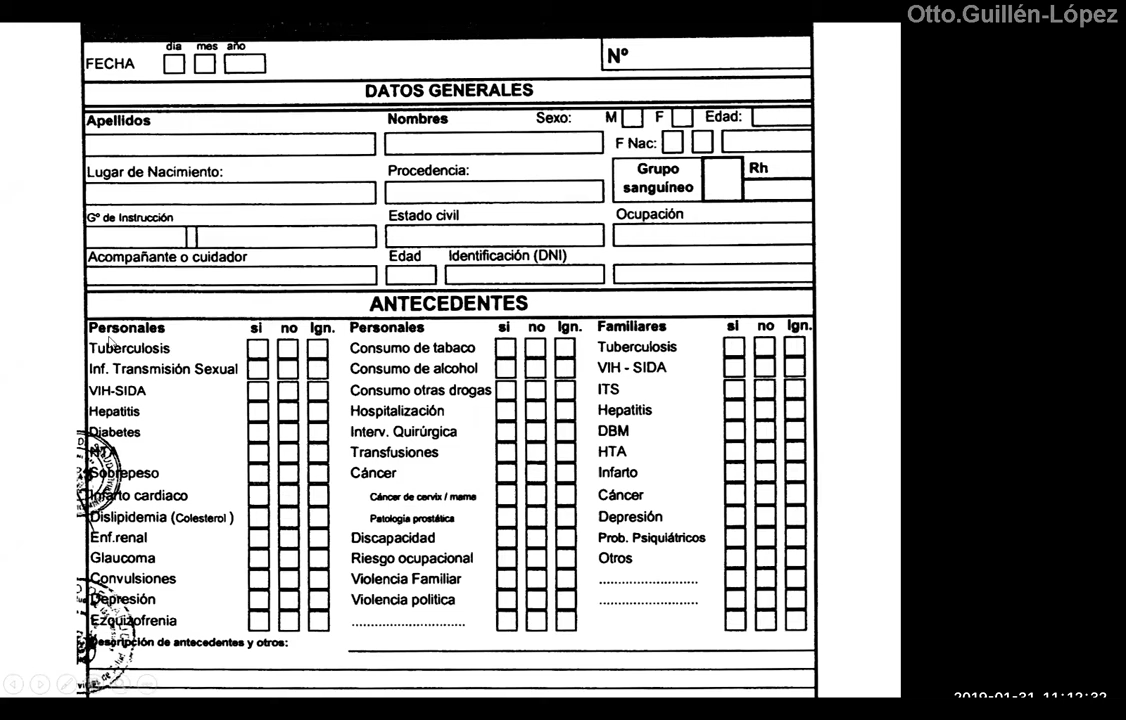 Otto.Guillén-López
día mes año
FECHA
Nº
DATOS GENERALES
Apellidos Nombres Sexo: M F Edad:
F Nac:
Lugar de Nacimiento: Procedencia: Grupo sanguíneo Rh
Gº de Instrucción Estado civil Ocupación
Acompañante o cuidador Edad Identificación (DNI)
ANTECEDENTES
Personales si no Ign. Personales si no Ign. Familiares si no Ign.
Tuberculosis Consumo de tabaco Tuberculosis
Inf. Transmisión Sexual Consumo de alcohol VIH - SIDA
VIH-SIDA Consumo otras drogas ITS
Hepatitis Hospitalización Hepatitis
Diabetes Interv. Quirúrgica DBM
HTA Transfusiones HTA
Sobrepeso Cáncer Infarto
Infarto cardiaco Cáncer de cervix / mama Cáncer
Dislipidemia (Colesterol ) Patología prostática Depresión
Enf.renal Discapacidad Prob. Psiquiátricos
Glaucoma Riesgo ocupacional Otros
Convulsiones Violencia Familiar
Depresión Violencia politica
Ezquizofrenia
Descripción de antecedentes y otros:
2019-01-31 11:12:32